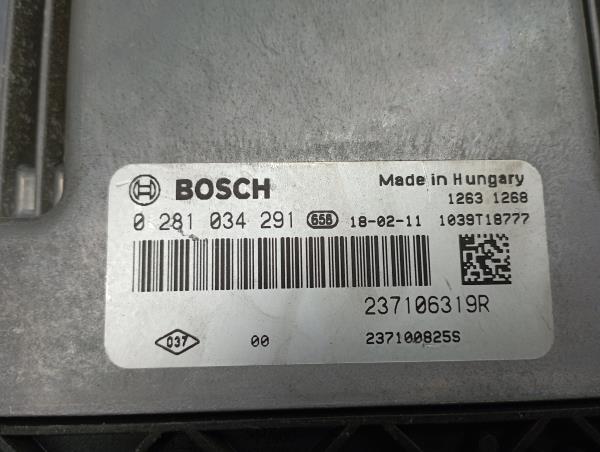 BOSCH
Made in Hungary
1263 1268
0 281 034 291 658 18-02-11 1039T18777
237106319R
037 00 237100825S